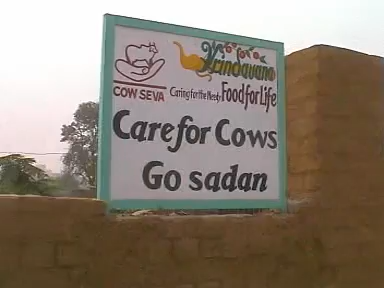 Vrindavana
COW SEVA
Caring for the Needy Food for Life
Care for Cows
Go sadan